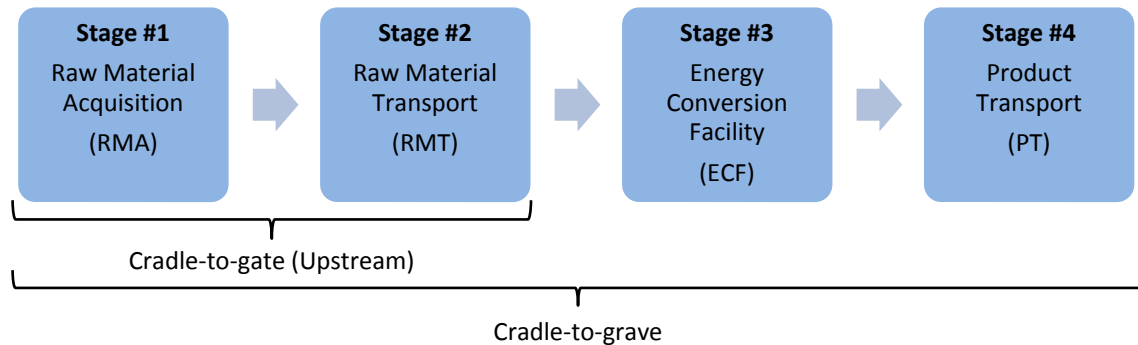 Stage #1
Raw Material
Acquisition
(RMA)
Stage #2
Raw Material
Transport
(RMT)
Stage #3
Energy
Conversion
Facility
(ECF)
Stage #4
Product
Transport
(PT)
Cradle-to-gate (Upstream)
Cradle-to-grave